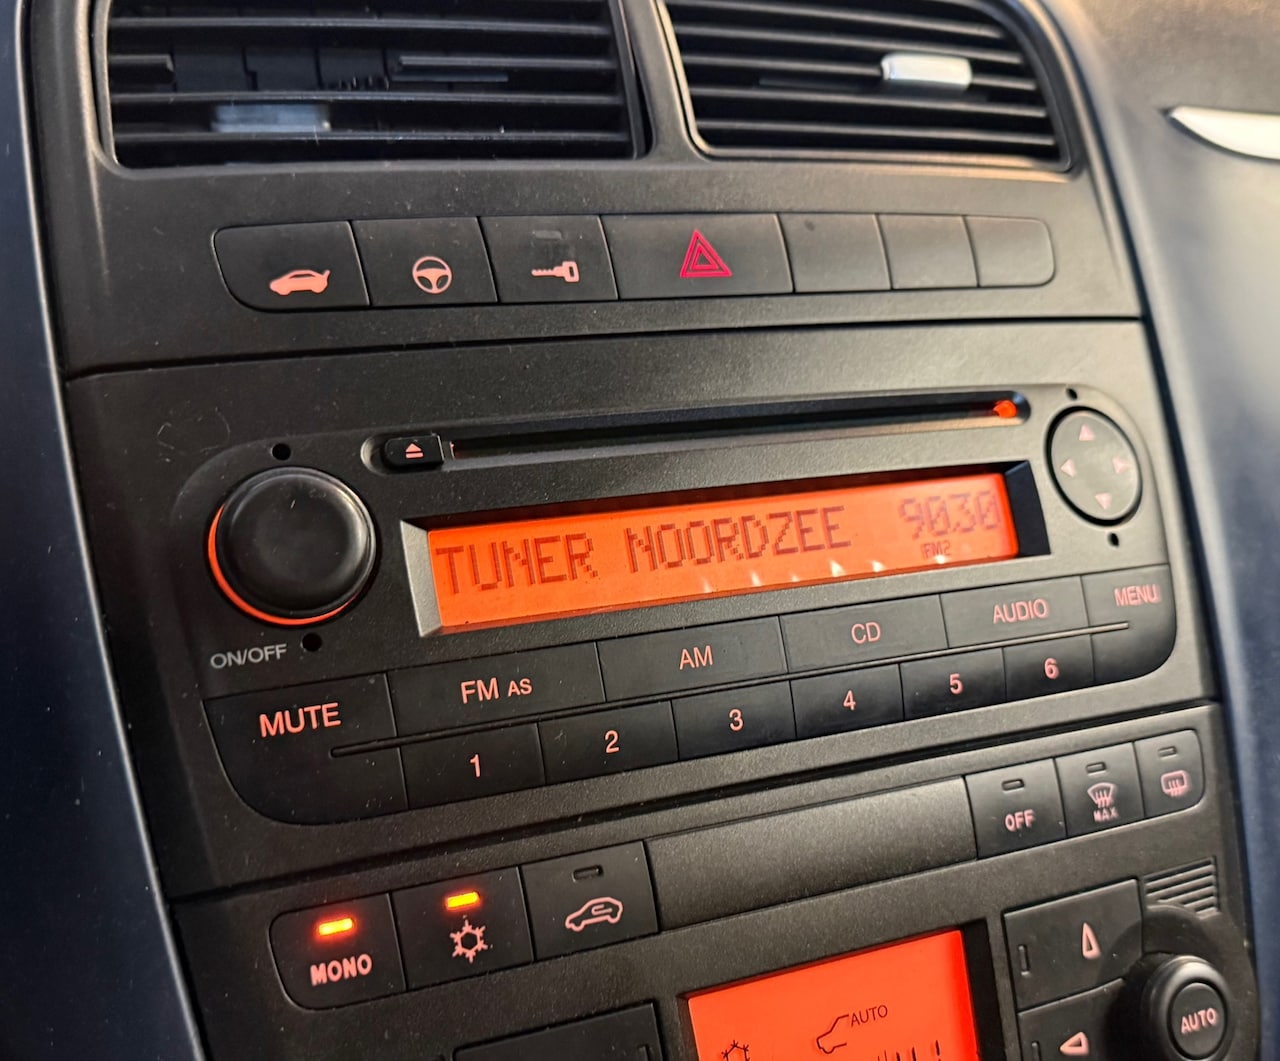 TUNER NOORDZEE 90.30
FM2
ON/OFF
MUTE
FM AS
AM
CD
AUDIO
MENU
1
2
3
4
5
6
OFF
MAX
MONO
AUTO
AUTO